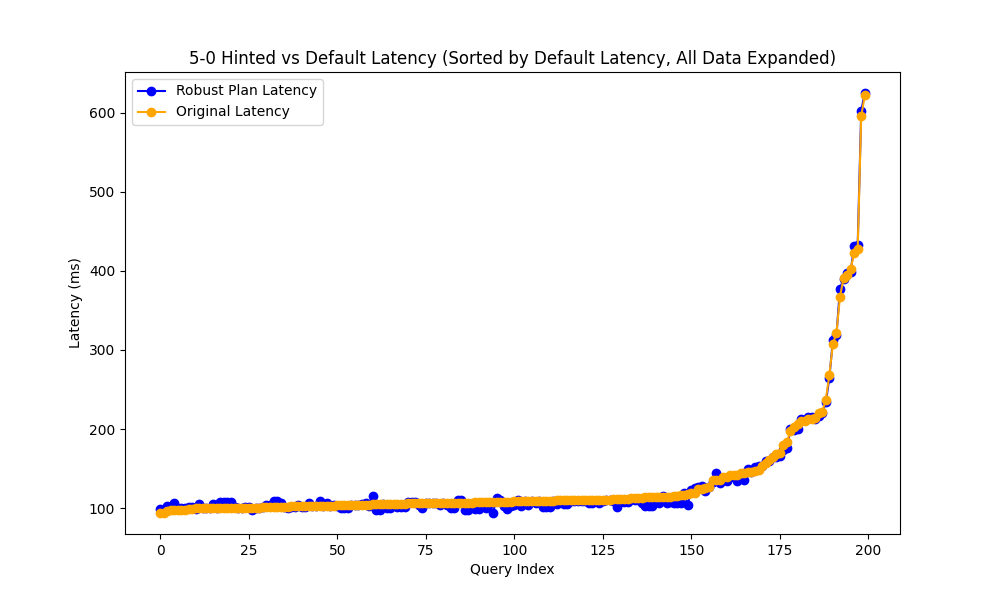 5-0 Hinted vs Default Latency (Sorted by Default Latency, All Data Expanded)
Robust Plan Latency
Original Latency
Latency (ms)
600
500
400
300
200
100
0 25 50 75 100 125 150 175 200
Query Index